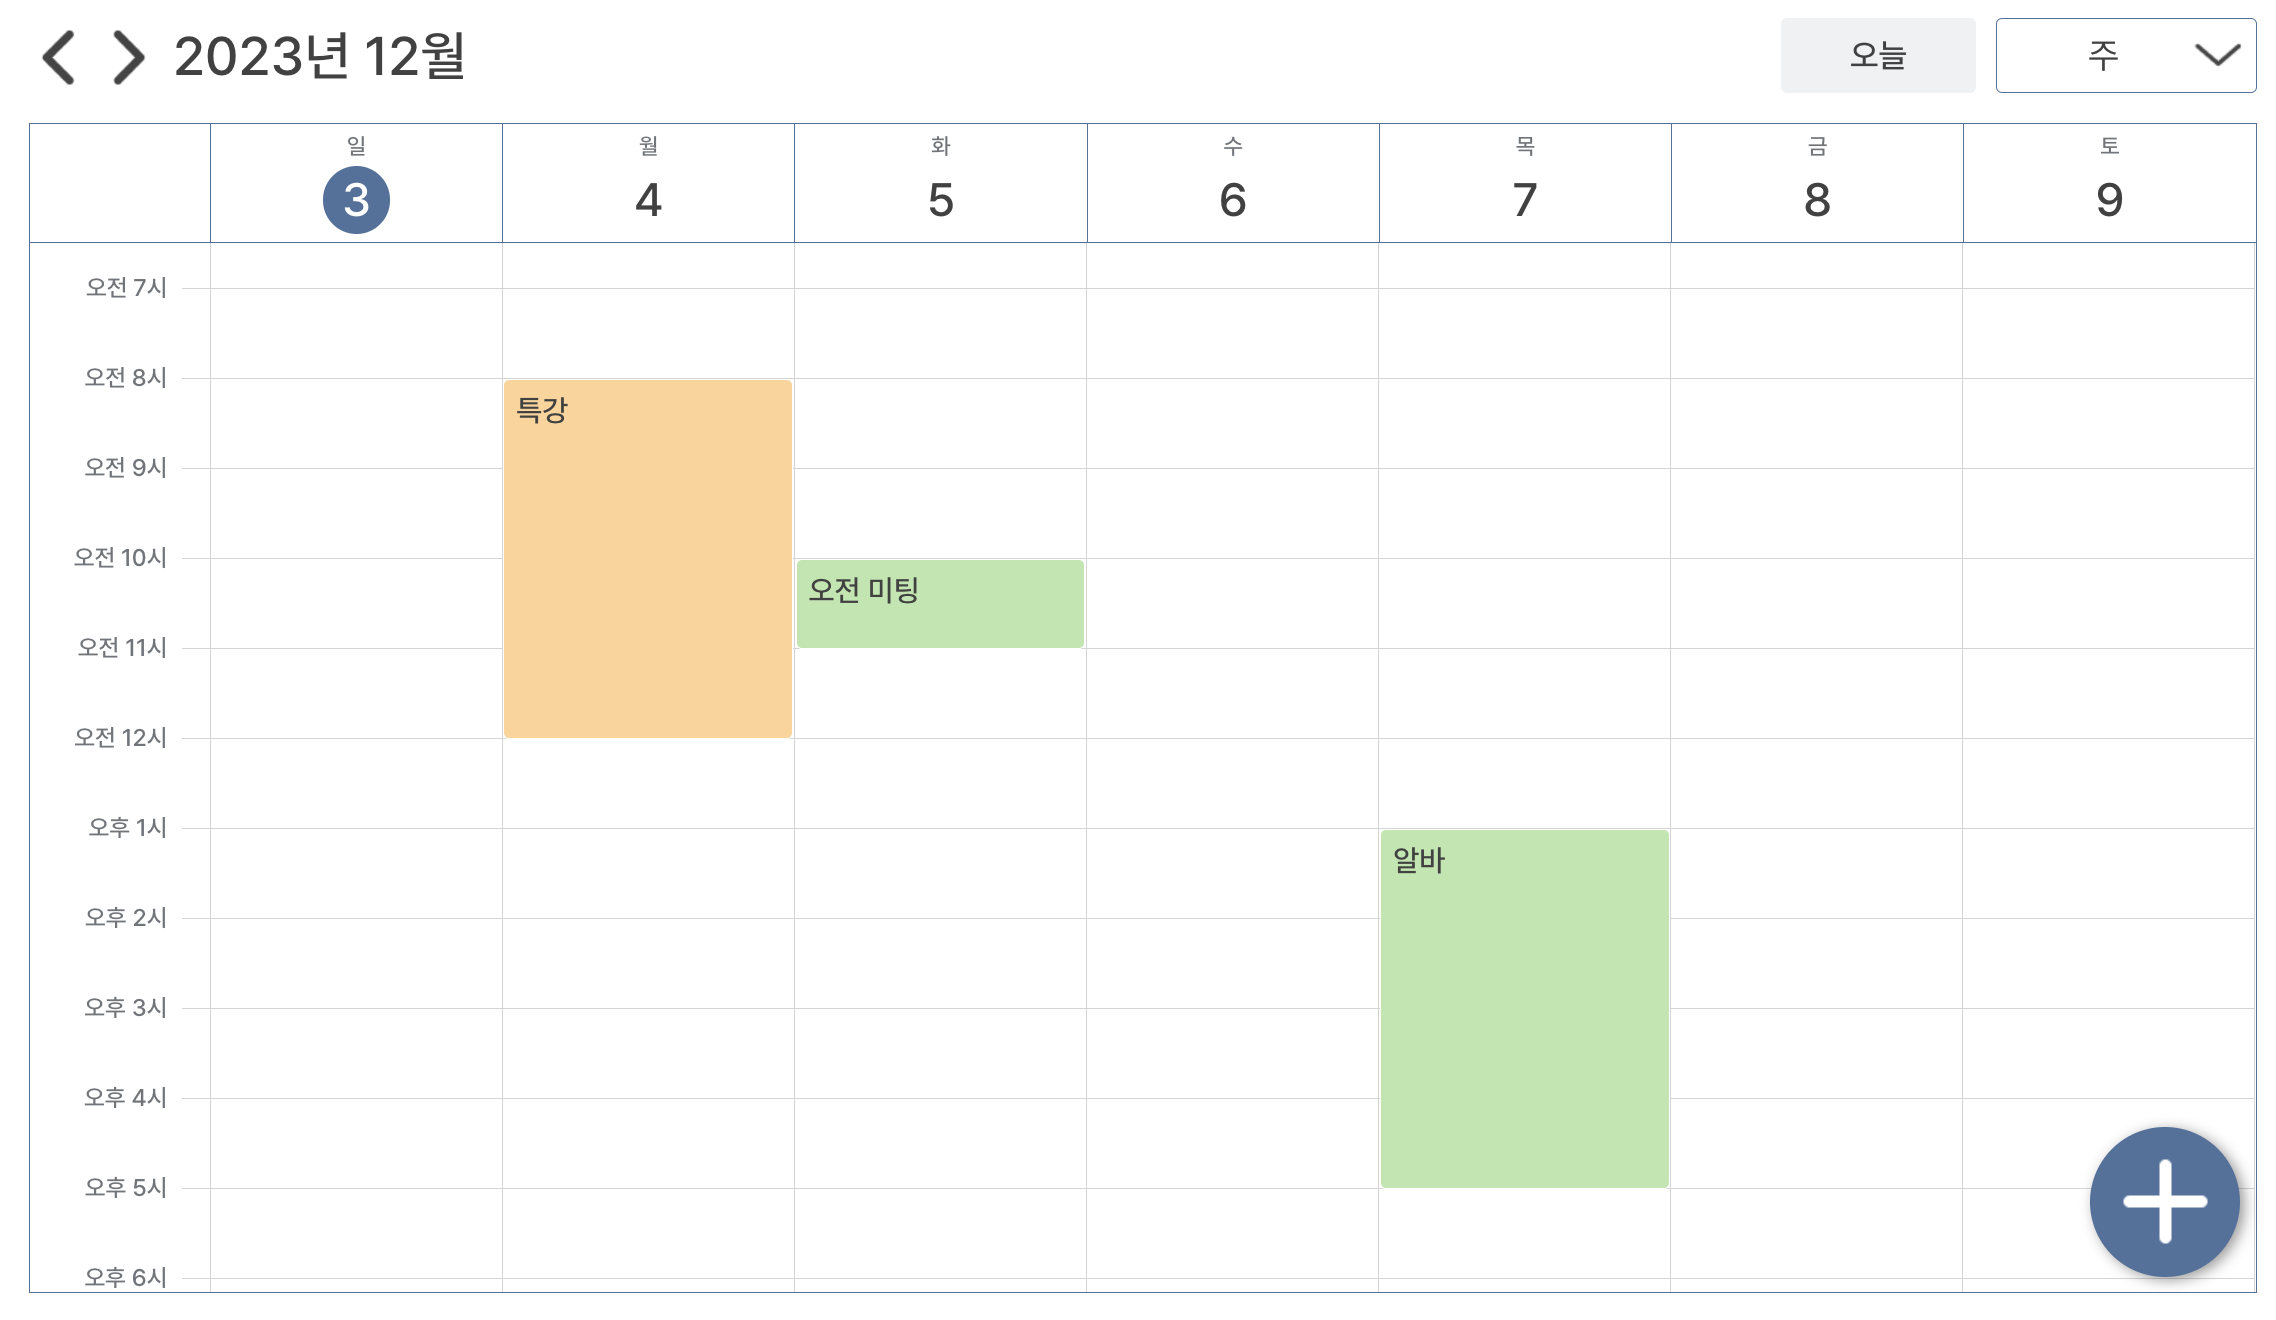 2023년 12월
오늘
주
일 월 화 수 목 금 토
3 4 5 6 7 8 9
오전 7시
오전 8시
특강
오전 9시
오전 10시
오전 미팅
오전 11시
오전 12시
오후 1시
알바
오후 2시
오후 3시
오후 4시
오후 5시
오후 6시